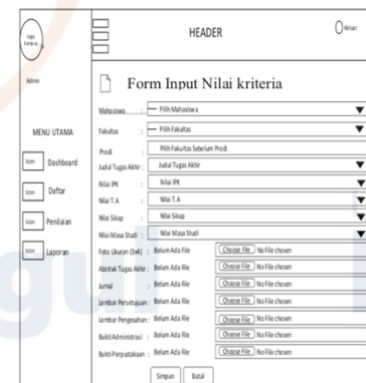 HEADER
Keluar
Logo kampus
Admin
MENU UTAMA
Icon Dashboard
Icon Daftar
Icon Penilaian
Icon Laporan
Form Input Nilai kriteria
Mahasiswa : Pilih Mahasiswa
Fakultas : Pilih Fakultas
Prodi : Pilih Fakultas Sebelum Prodi
Judul Tugas Akhir : Judul Tugas Akhir
Nilai IPK : Nilai IPK
Nilai T.A : Nilai T.A
Nilai Sikap : Nilai Sikap
Nilai Masa Studi : Nilai Masa Studi
Foto Ukuran (3x4) : Belum Ada File Choose File No File chosen
Abstrak Tugas Akhir : Belum Ada File Choose File No File chosen
Jurnal : Belum Ada File Choose File No File chosen
Lembar Persetujuan : Belum Ada File Choose File No File chosen
Lembar Pengesahan : Belum Ada File Choose File No File chosen
Bukti Administrasi : Belum Ada File Choose File No File chosen
Bukti Perpustakaan : Belum Ada File Choose File No File chosen
Simpan Batal